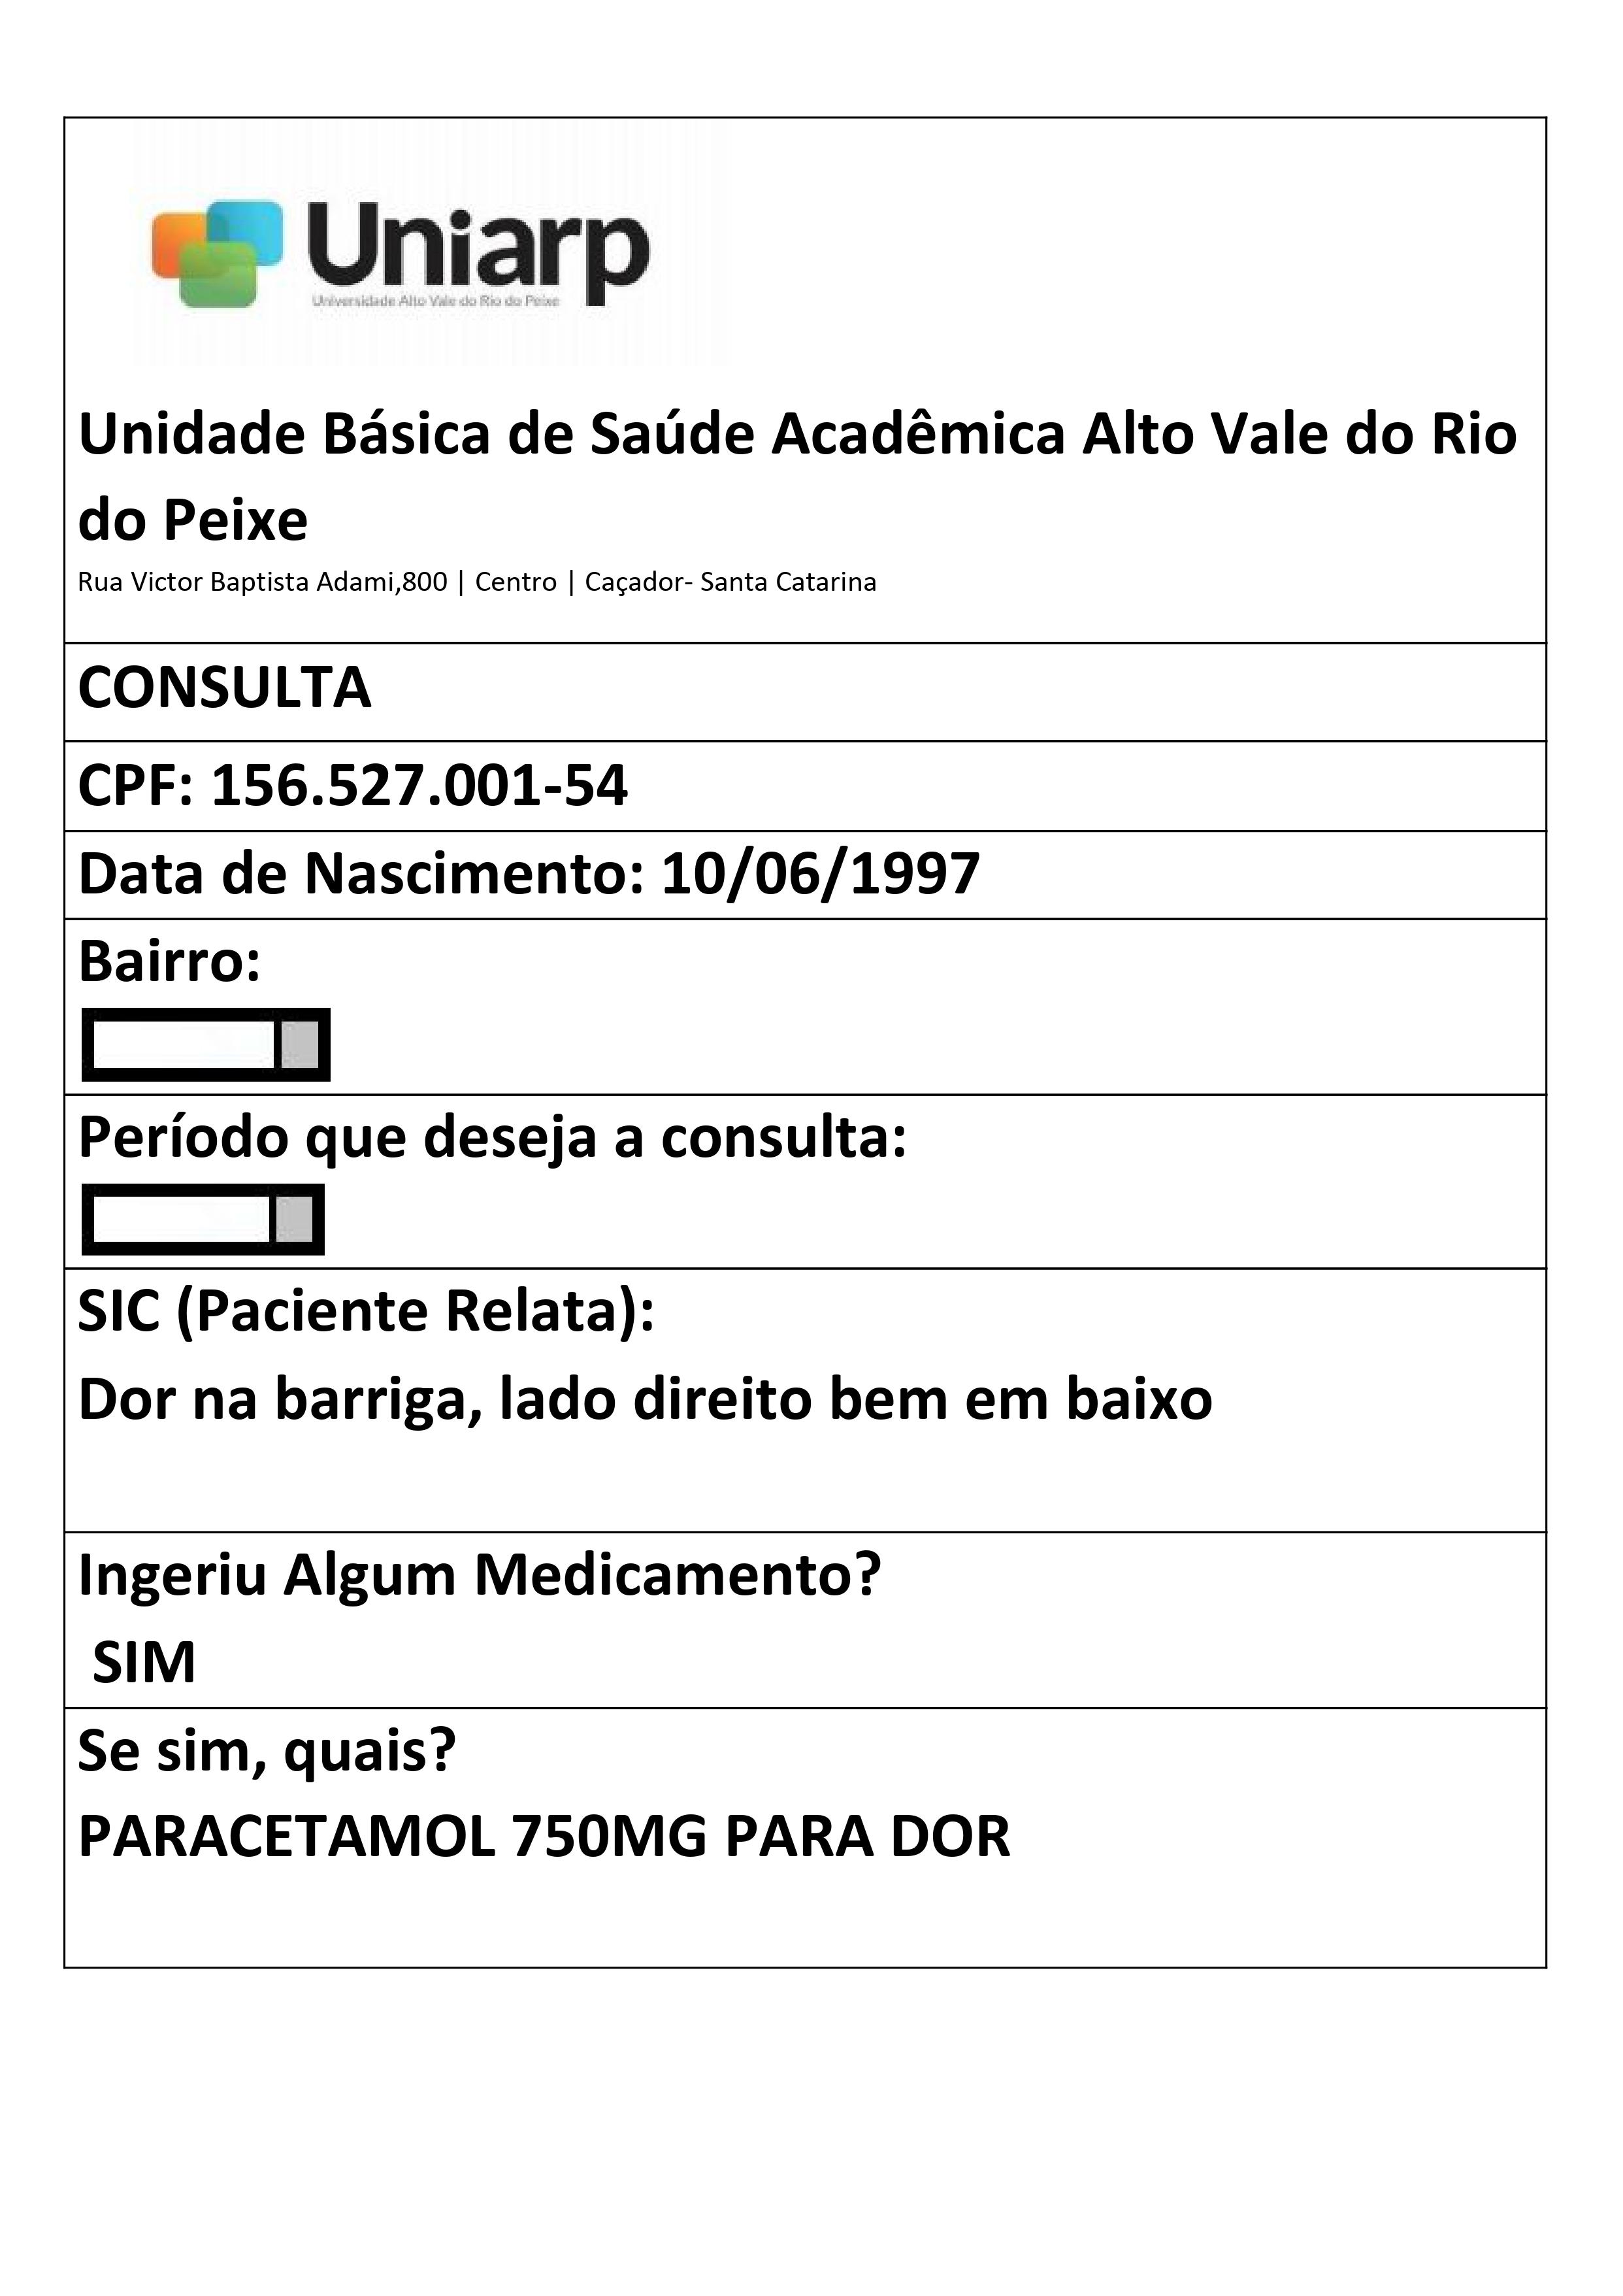 Uniarp
Universidade Alto Vale do Rio do Peixe
Unidade Básica de Saúde Acadêmica Alto Vale do Rio
do Peixe
Rua Victor Baptista Adami,800 | Centro | Caçador- Santa Catarina
CONSULTA
CPF: 156.527.001-54
Data de Nascimento: 10/06/1997
Bairro:
Período que deseja a consulta:
SIC (Paciente Relata):
Dor na barriga, lado direito bem em baixo
Ingeriu Algum Medicamento?
SIM
Se sim, quais?
PARACETAMOL 750MG PARA DOR